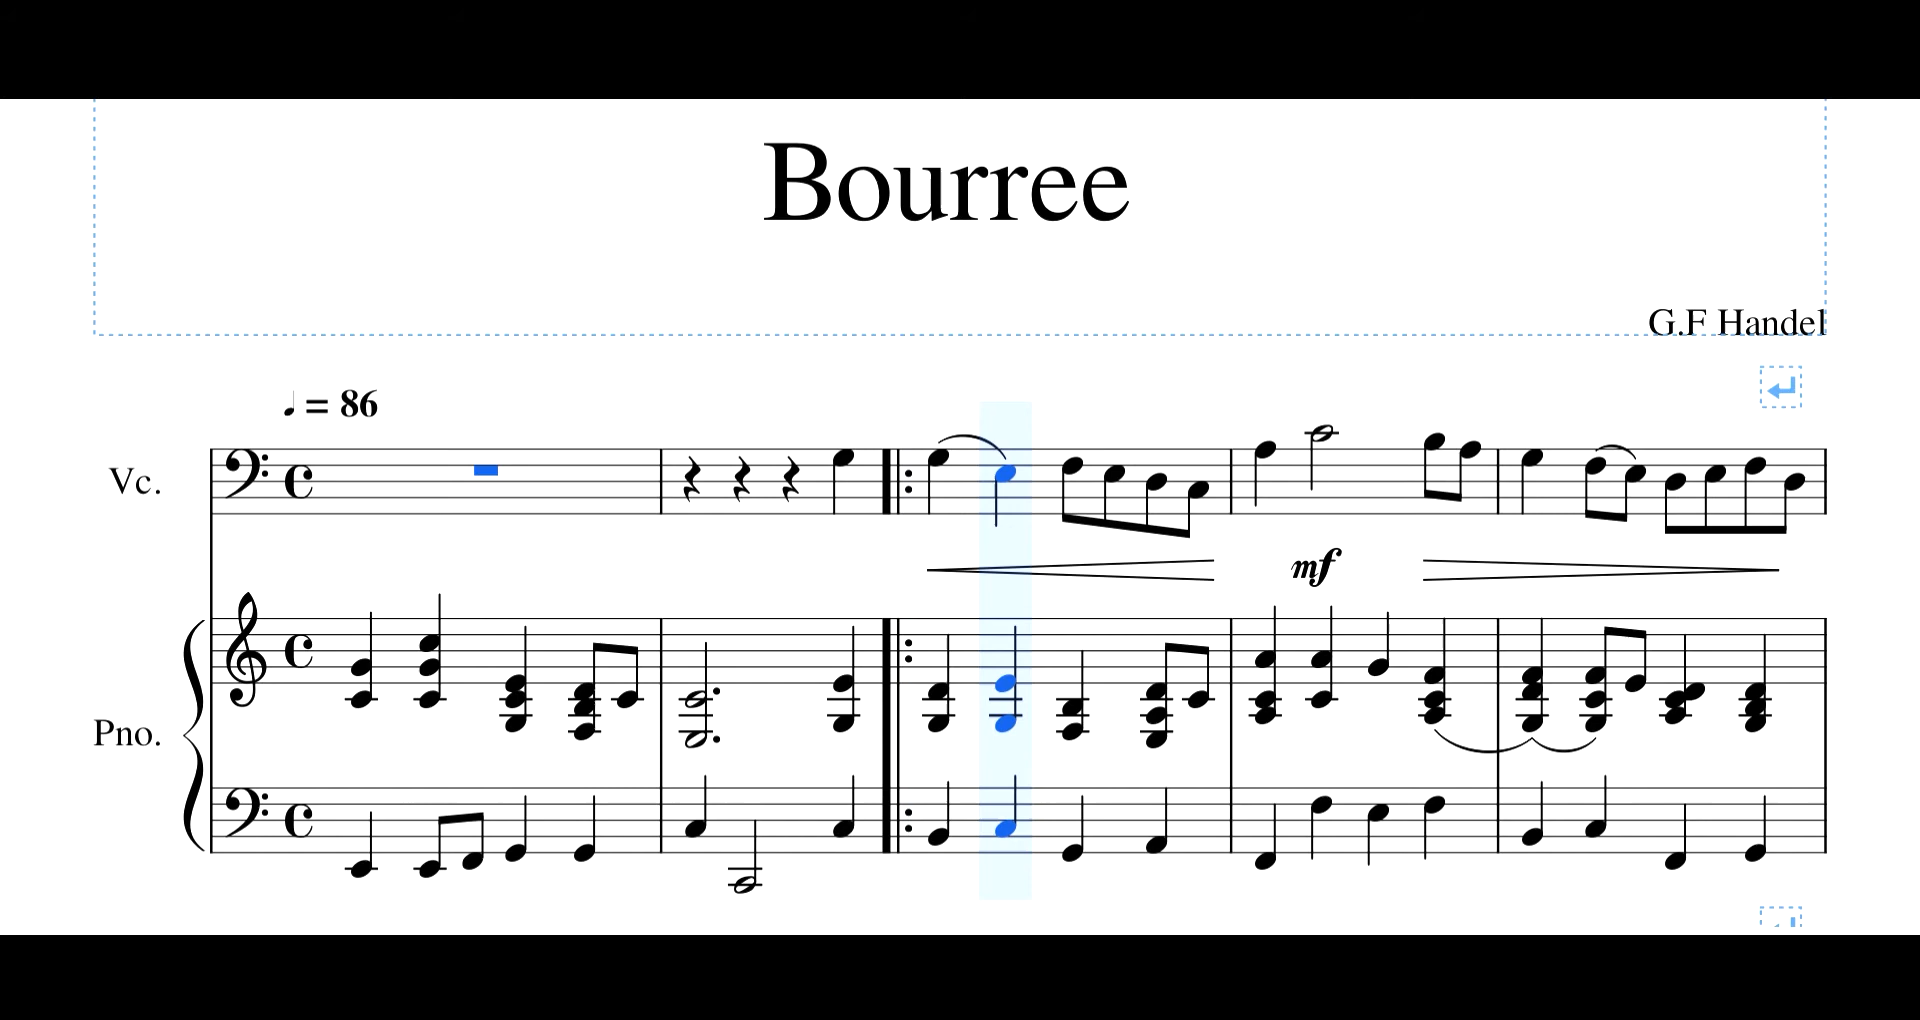 Bourree
G.F Handel
= 86
Vc.
mf
Pno.